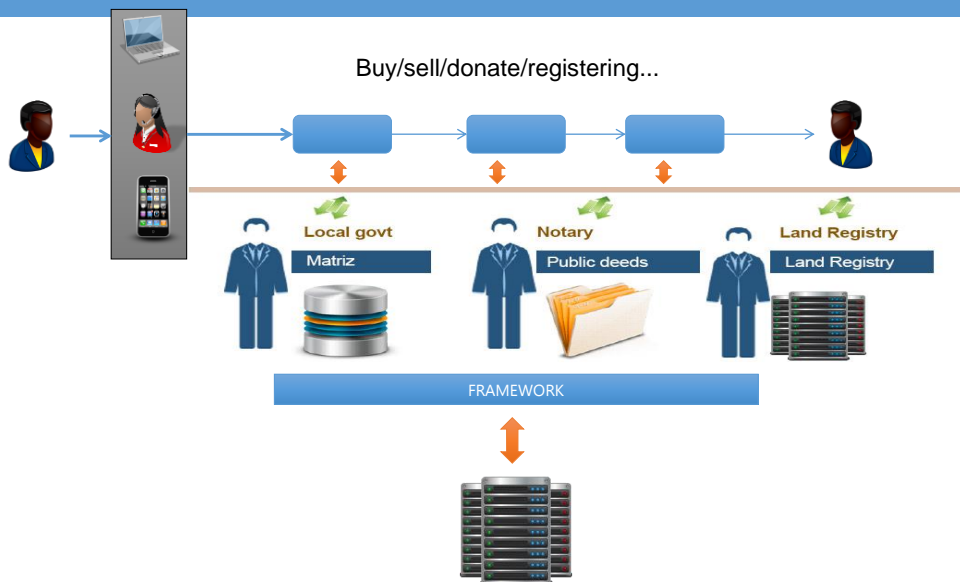 Buy/sell/donate/registering...
Local govt
Notary
Land Registry
Matriz
Public deeds
Land Registry
FRAMEWORK